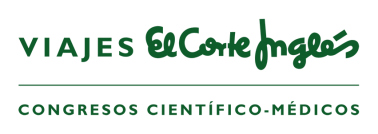 VIAJES El Corte Inglés
CONGRESOS CIENTÍFICO-MÉDICOS